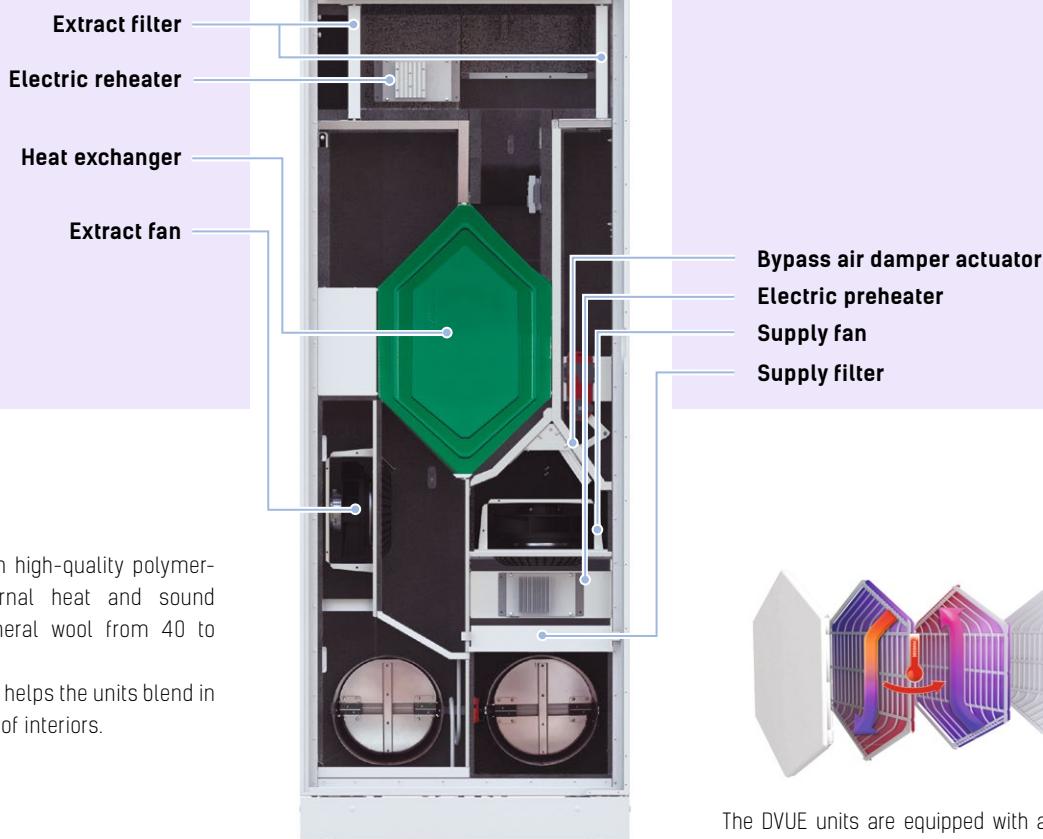 Extract filter
Electric reheater
Heat exchanger
Extract fan
Bypass air damper actuator
Electric preheater
Supply fan
Supply filter
high-quality polymer-
heat and sound
wool from 40 to
helps the units blend in
of interiors.
The DVUE units are equipped with a